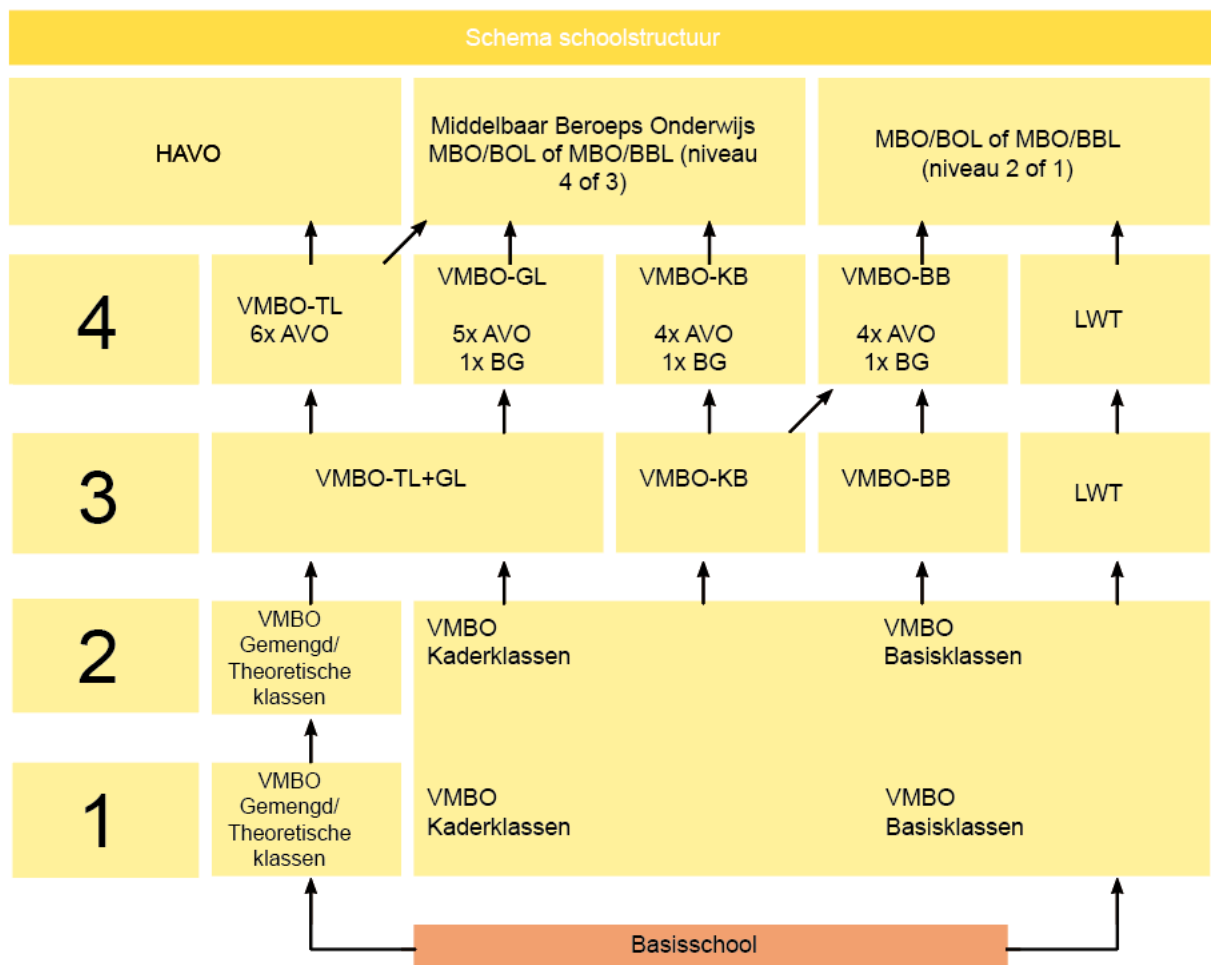 Schema schoolstructuur
HAVO
Middelbaar Beroeps Onderwijs
MBO/BOL of MBO/BBL (niveau
4 of 3)
MBO/BOL of MBO/BBL
(niveau 2 of 1)
4
VMBO-TL
6x AVO
VMBO-GL
5x AVO
1x BG
VMBO-KB
4x AVO
1x BG
VMBO-BB
4x AVO
1x BG
LWT
3
VMBO-TL+GL
VMBO-KB
VMBO-BB
LWT
2
VMBO
Gemengd/
Theoretische
klassen
VMBO
Kaderklassen
VMBO
Basisklassen
1
VMBO
Gemengd/
Theoretische
klassen
VMBO
Kaderklassen
VMBO
Basisklassen
Basisschool